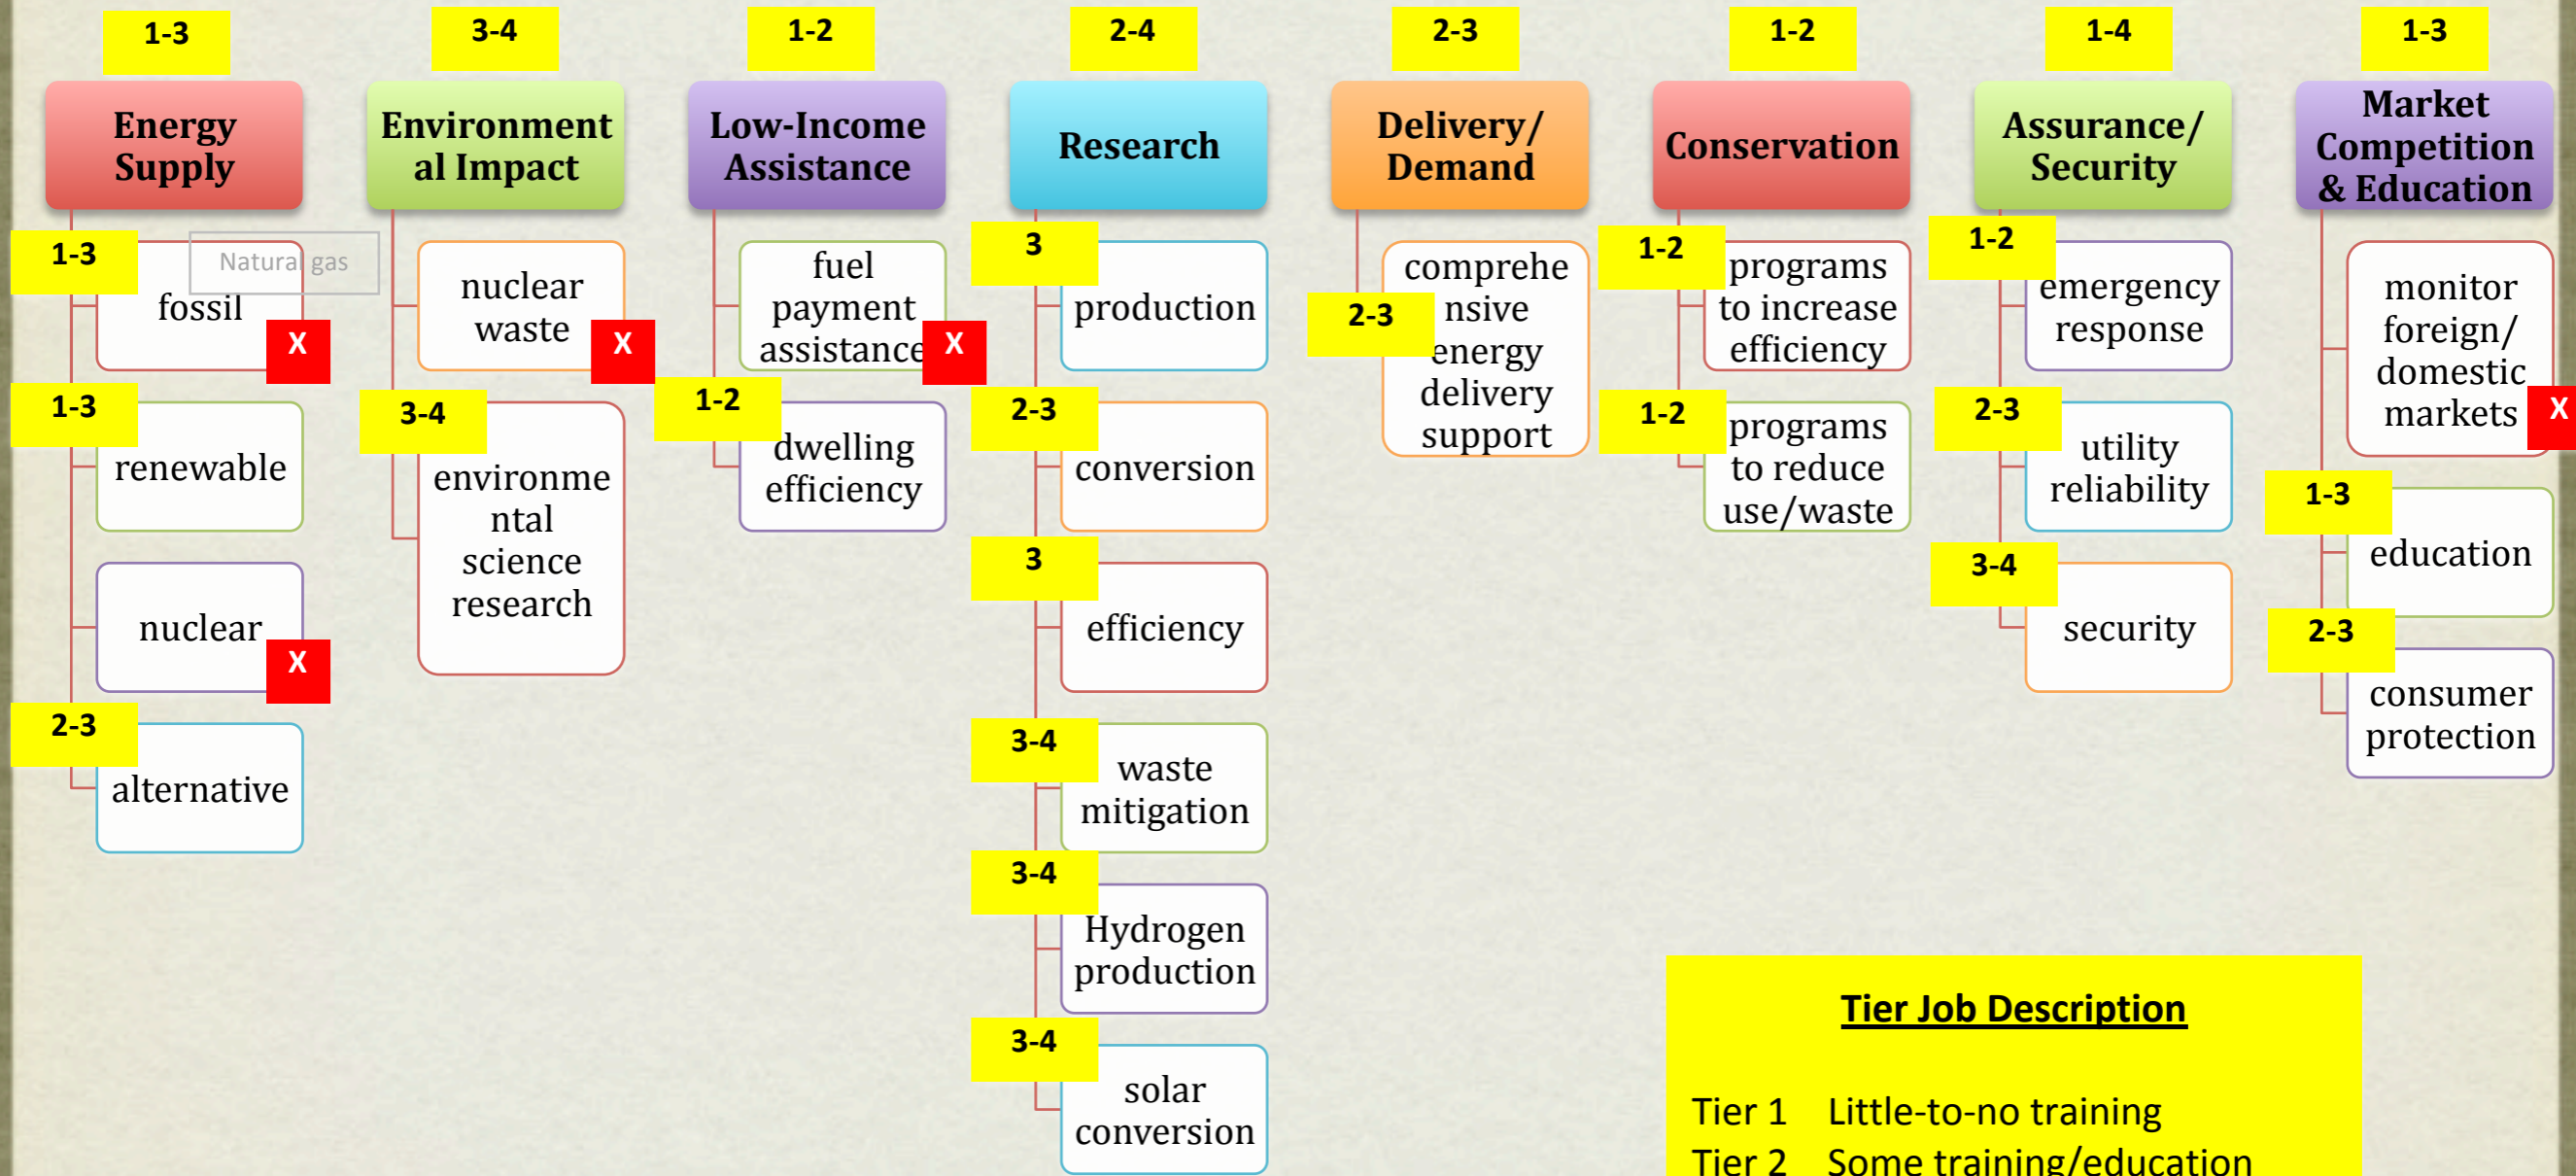 1-3
3-4
1-2
2-4
2-3
1-2
1-4
1-3
Energy
Supply
1-3
Natural gas
fossil
X
1-3
renewable
nuclear
X
2-3
alternative
Environment
al Impact
nuclear
waste
X
3-4
environme
ntal
science
research
Low-Income
Assistance
fuel
payment
assistance
X
1-2
dwelling
efficiency
Research
3
production
2-3
conversion
3
efficiency
3-4
waste
mitigation
3-4
Hydrogen
production
3-4
solar
conversion
Delivery/
Demand
2-3
comprehe
nsive
energy
delivery
support
Conservation
1-2
programs
to increase
efficiency
1-2
programs
to reduce
use/waste
Assurance/
Security
1-2
emergency
response
2-3
utility
reliability
3-4
security
Market
Competition
& Education
monitor
foreign/
domestic
markets
X
1-3
education
2-3
consumer
protection
Tier Job Description
Tier 1 Little-to-no training
Tier 2 Some training/education